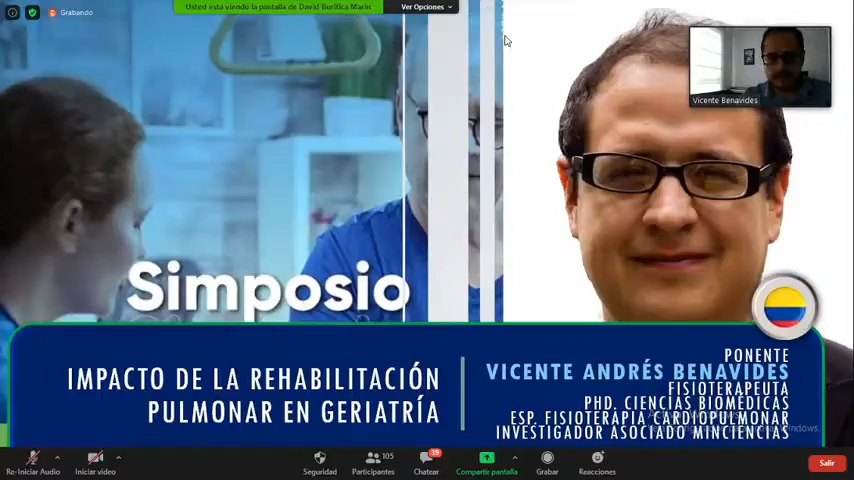 Grabando
Usted está viendo la pantalla de David Buritica Marin
Ver Opciones
Vicente Benavides
Simposio
IMPACTO DE LA REHABILITACIÓN
PULMONAR EN GERIATRÍA
PONENTE
VICENTE ANDRÉS BENAVIDES
FISIOTERAPEUTA
PHD. CIENCIAS BIOMÉDICAS
ESP. FISIOTERAPIA CARDIOPULMONAR
INVESTIGADOR ASOCIADO MINCIENCIAS
Re-Iniciar Audio
Iniciar video
Seguridad
105
Participantes
39
Chatear
Compartir pantalla
Grabar
Reacciones
Salir